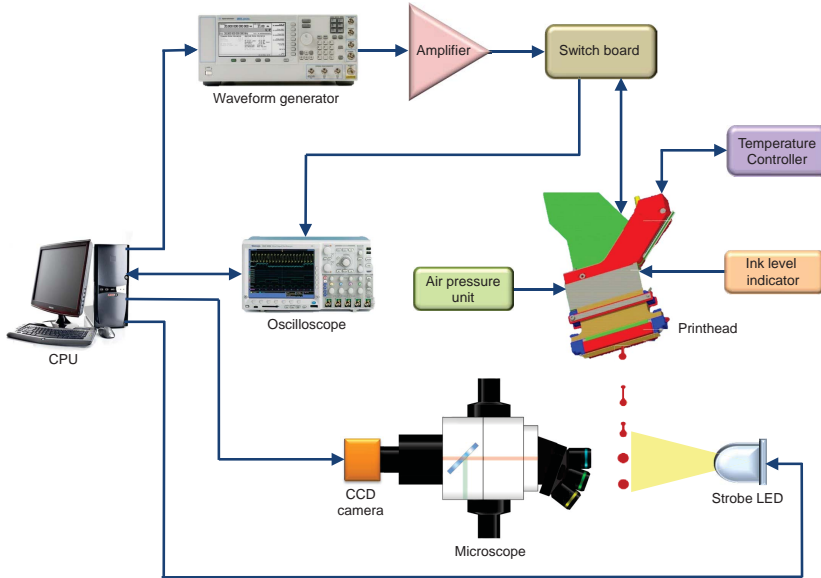 Amplifier
Switch board
Waveform generator
Temperature
Controller
Air pressure
unit
Ink level
indicator
Oscilloscope
Printhead
CPU
CCD
camera
Strobe LED
Microscope